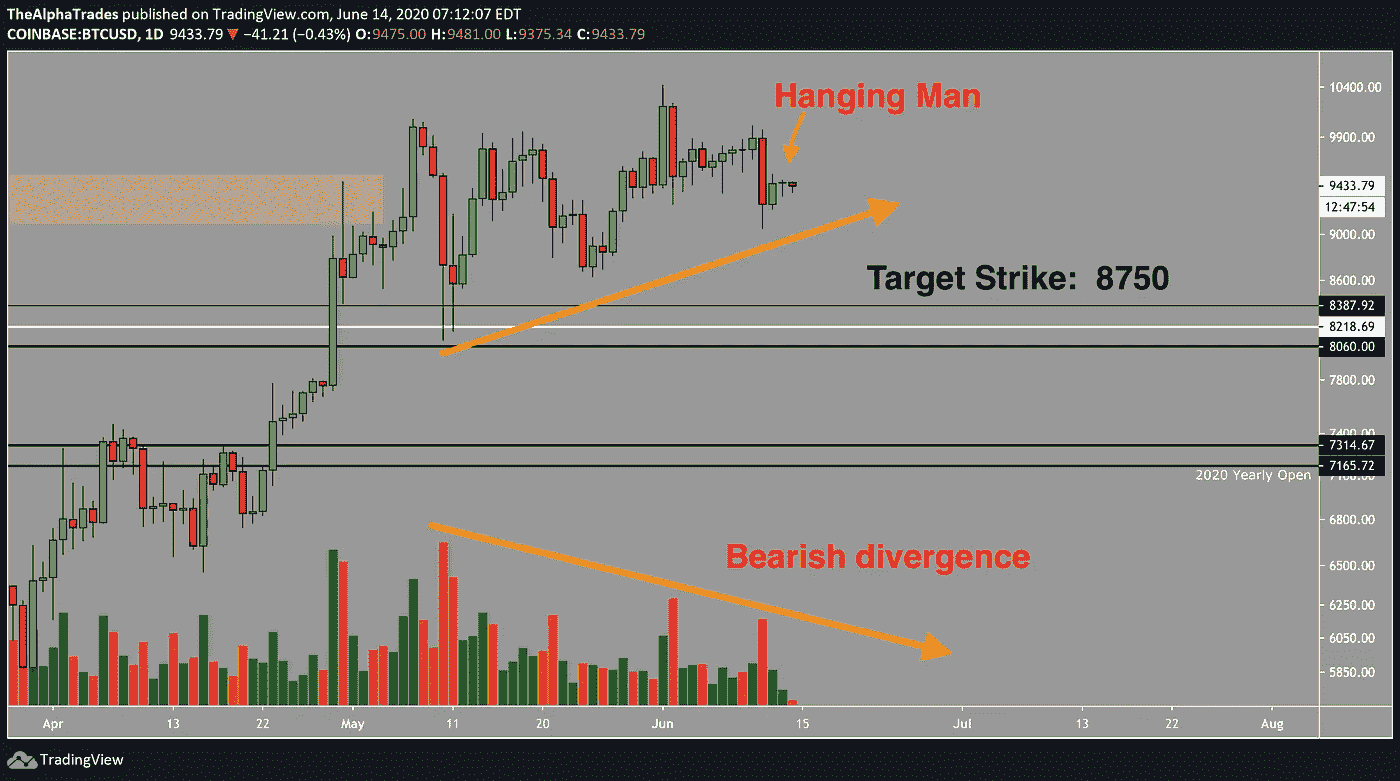 TheAlphaTrades published on TradingView.com, June 14, 2020 07:12:07 EDT
COINBASE:BTCUSD, 1D 9433.79 ▼ −41.21 (−0.43%) O:9475.00 H:9481.00 L:9375.34 C:9433.79
Hanging Man
10400.00
9900.00
9433.79
12:47:54
9000.00
Target Strike: 8750
8600.00
8387.92
8218.69
8060.00
7800.00
7400.00
7314.67
7165.72
2020 Yearly Open
6800.00
Bearish divergence
6500.00
6250.00
6050.00
5850.00
Apr 13 22 May 11 20 Jun 15 Jul 13 22 Aug
TradingView